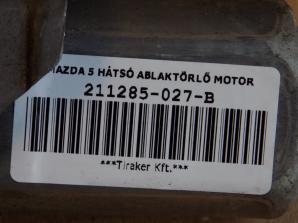 MAZDA 5 HÁTSÓ ABLAKTÖRLŐ MOTOR
211285-027-B
***Tiraker Kft.***